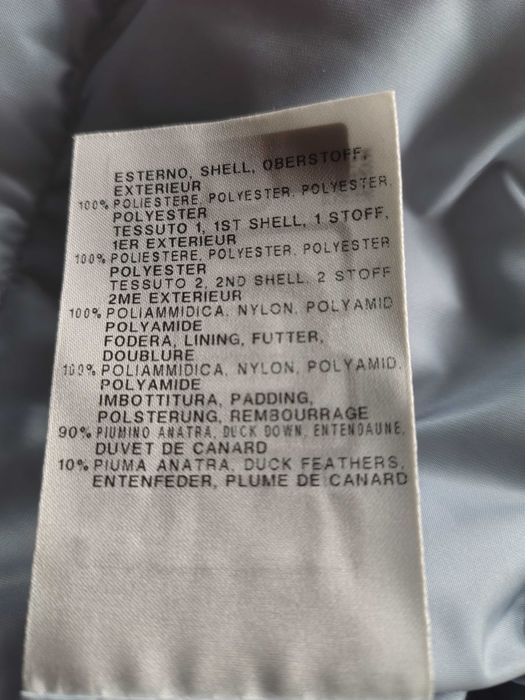 ESTERNO, SHELL, OBERSTOFF,
EXTERIEUR
100% POLIESTERE, POLYESTER, POLYESTER,
POLYESTER
TESSUTO 1, 1ST SHELL, 1 STOFF,
1ER EXTERIEUR
100% POLIESTERE, POLYESTER, POLYESTER
POLYESTER
TESSUTO 2, 2ND SHELL, 2 STOFF
2ME EXTERIEUR
100% POLIAMMIDICA, NYLON, POLYAMID
POLYAMIDE
FODERA, LINING, FUTTER,
DOUBLURE
100% POLIAMMIDICA, NYLON, POLYAMID,
POLYAMIDE
IMBOTTITURA, PADDING,
POLSTERUNG, REMBOURRAGE
90% PIUMINO ANATRA, DUCK DOWN, ENTENDAUNE,
DUVET DE CANARD
10% PIUMA ANATRA, DUCK FEATHERS,
ENTENFEDER, PLUME DE CANARD